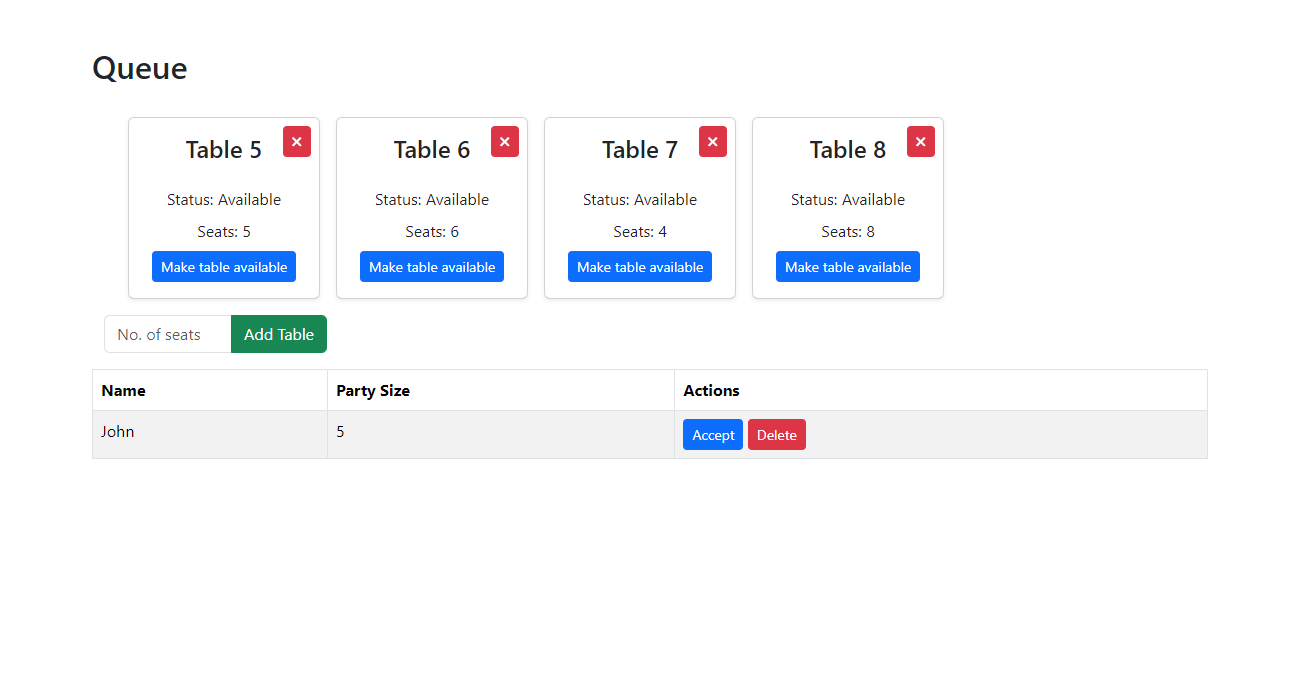 Queue
Table 5 ×
Table 6 ×
Table 7 ×
Table 8 ×
Status: Available
Status: Available
Status: Available
Status: Available
Seats: 5
Seats: 6
Seats: 4
Seats: 8
Make table available
Make table available
Make table available
Make table available
No. of seats Add Table
Name Party Size Actions
John 5 Accept Delete